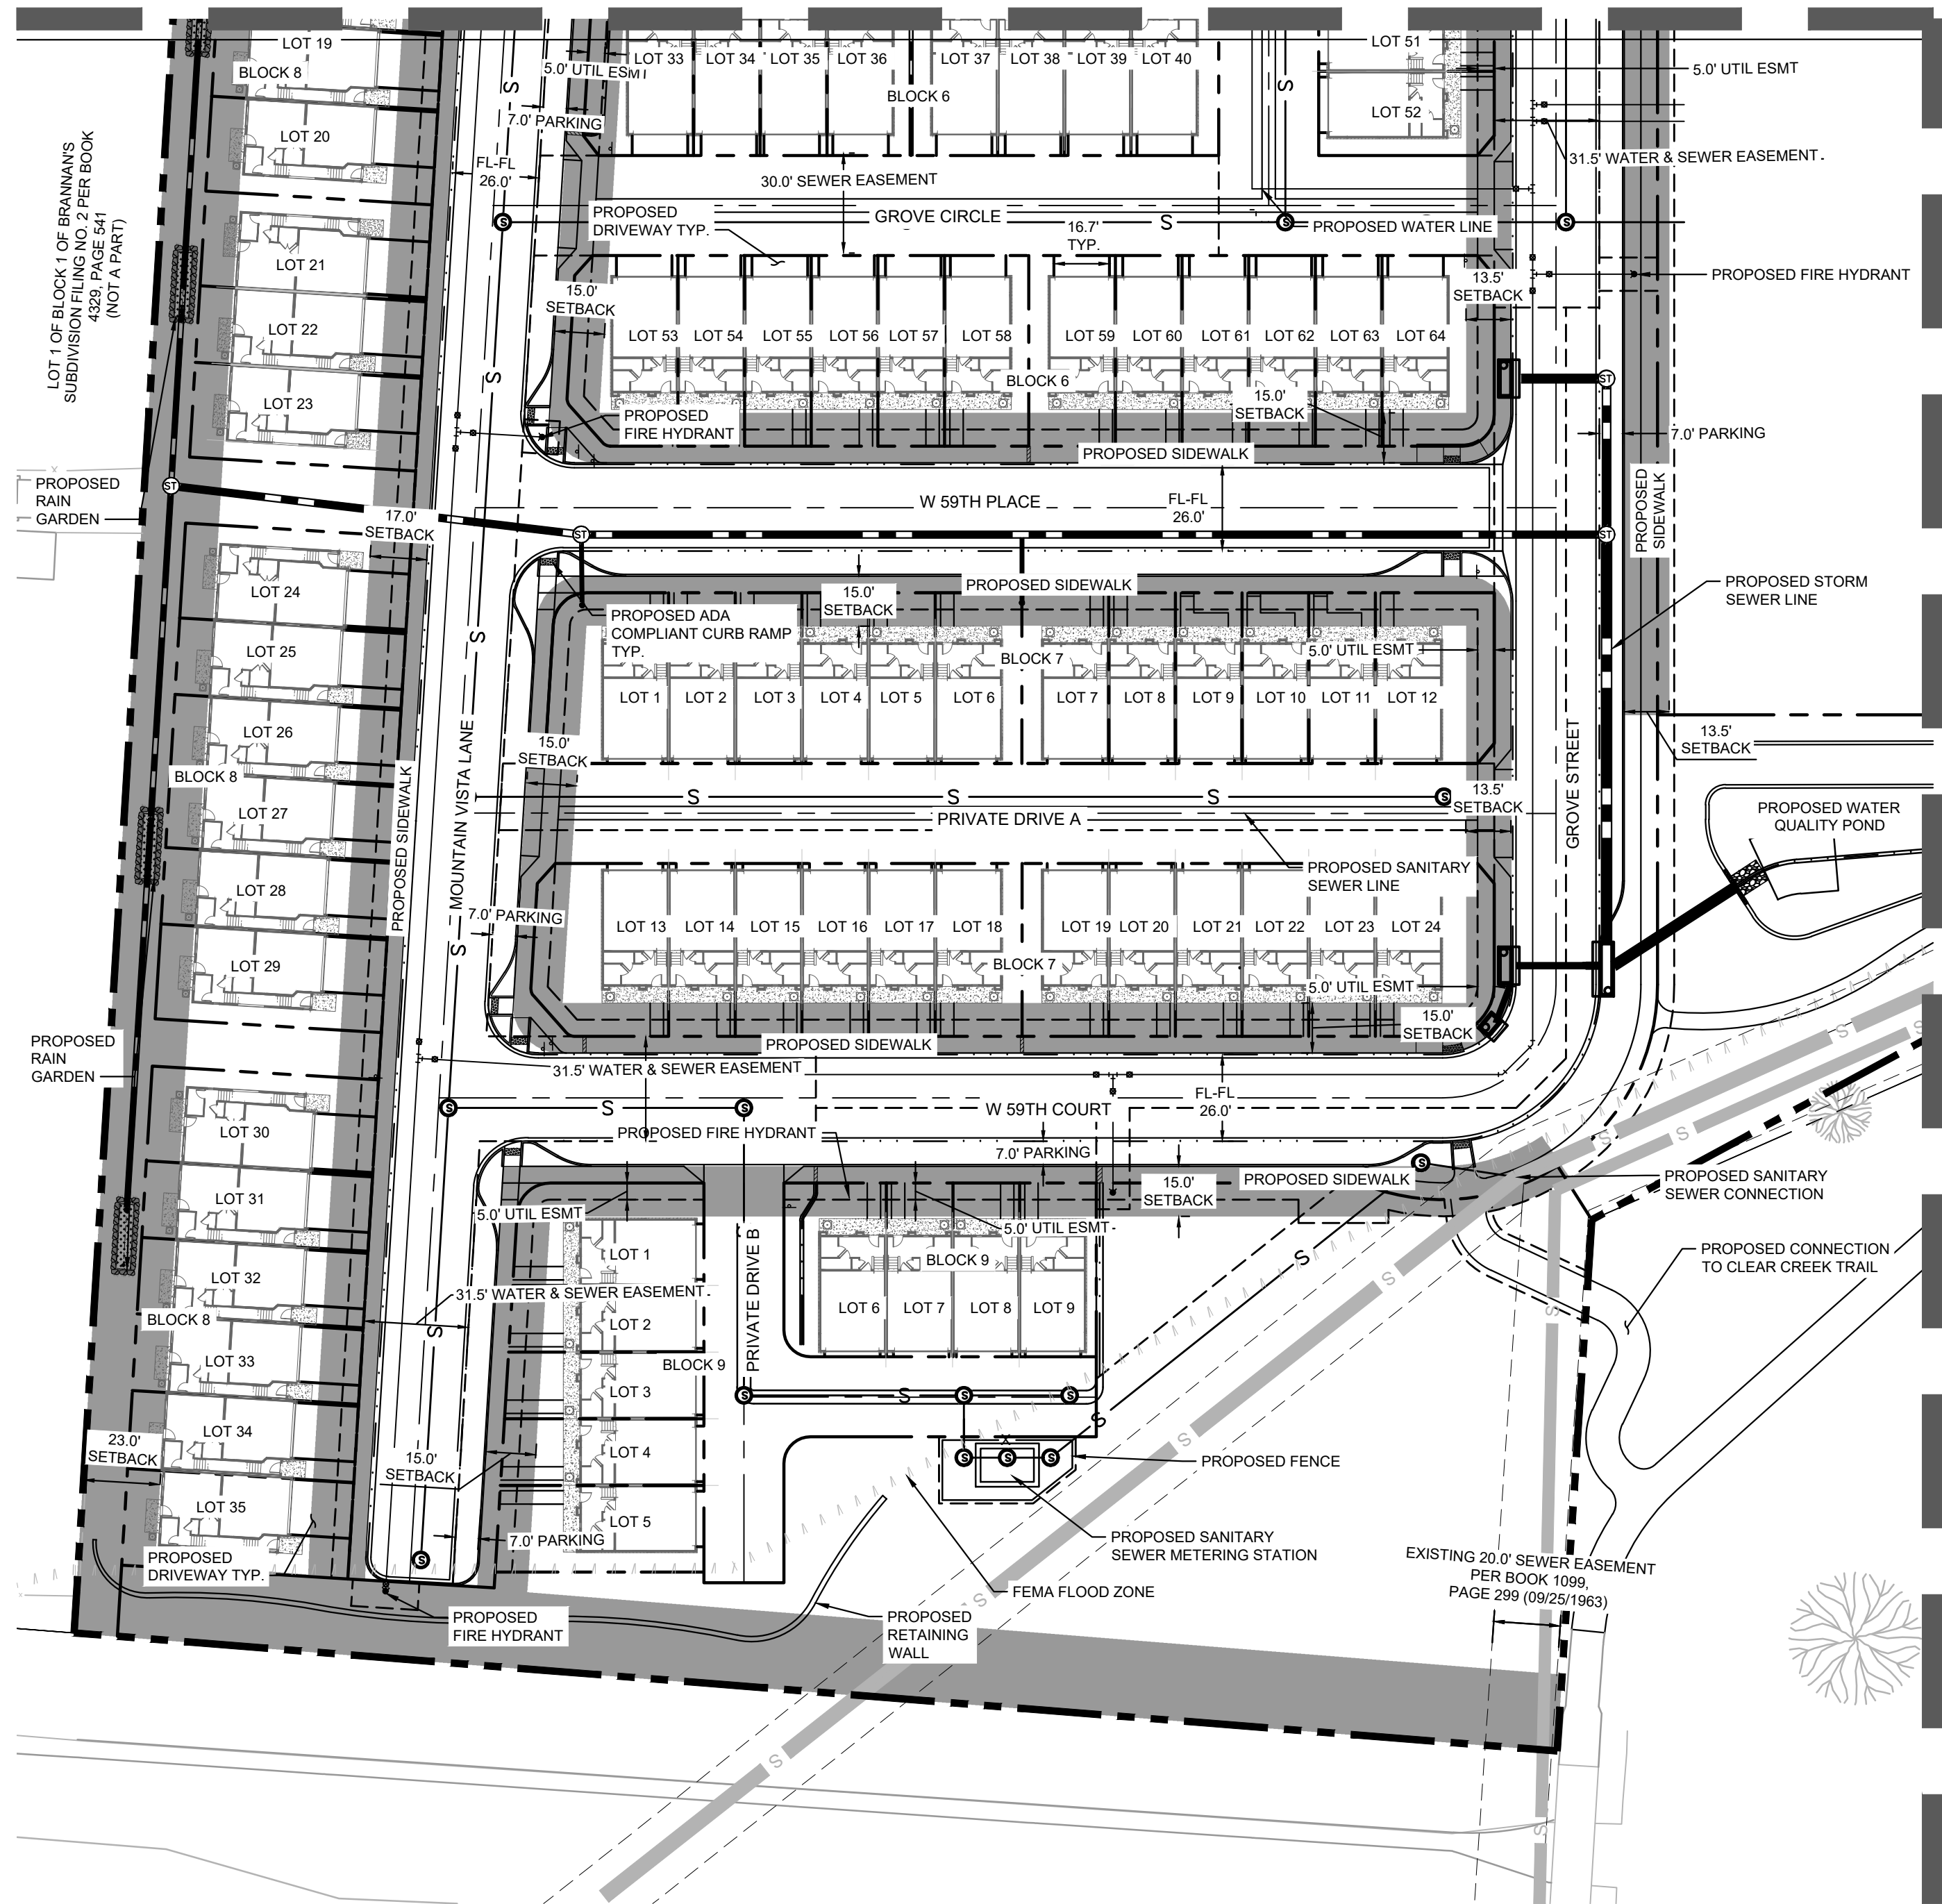 LOT 19
BLOCK 8
LOT 20
LOT 21
LOT 22
LOT 23
LOT 1 OF BLOCK 1 OF BRANNAN'S
SUBDIVISION FILING NO. 2 PER BOOK
4329, PAGE 541
(NOT A PART)
5.0' UTIL ESMT
7.0' PARKING
FL-FL
26.0'
LOT 33
LOT 34
LOT 35
LOT 36
LOT 37
LOT 38
LOT 39
LOT 40
BLOCK 6
LOT 51
LOT 52
5.0' UTIL ESMT
31.5' WATER & SEWER EASEMENT
30.0' SEWER EASEMENT
PROPOSED
DRIVEWAY TYP.
GROVE CIRCLE
S
S
S
S
S
S
S
16.7'
TYP.
PROPOSED WATER LINE
PROPOSED FIRE HYDRANT
13.5'
SETBACK
15.0'
SETBACK
LOT 53
LOT 54
LOT 55
LOT 56
LOT 57
LOT 58
LOT 59
LOT 60
LOT 61
LOT 62
LOT 63
LOT 64
S
BLOCK 6
15.0'
SETBACK
ST
PROPOSED
FIRE HYDRANT
7.0' PARKING
PROPOSED SIDEWALK
PROPOSED
SIDEWALK
PROPOSED
RAIN
GARDEN
ST
17.0'
SETBACK
W 59TH PLACE
FL-FL
26.0'
ST
ST
PROPOSED SIDEWALK
PROPOSED STORM
SEWER LINE
15.0'
SETBACK
PROPOSED ADA
COMPLIANT CURB RAMP
TYP.
LOT 24
LOT 25
LOT 26
BLOCK 8
LOT 27
LOT 28
LOT 29
S
BLOCK 7
5.0' UTIL ESMT
LOT 1
LOT 2
LOT 3
LOT 4
LOT 5
LOT 6
LOT 7
LOT 8
LOT 9
LOT 10
LOT 11
LOT 12
13.5'
SETBACK
GROVE STREET
15.0'
SETBACK
PROPOSED SIDEWALK
MOUNTAIN VISTA LANE
S
S
S
S
13.5'
SETBACK
PRIVATE DRIVE A
PROPOSED WATER
QUALITY POND
PROPOSED SANITARY
SEWER LINE
7.0' PARKING
S
LOT 13
LOT 14
LOT 15
LOT 16
LOT 17
LOT 18
LOT 19
LOT 20
LOT 21
LOT 22
LOT 23
LOT 24
BLOCK 7
5.0' UTIL ESMT
15.0'
SETBACK
PROPOSED SIDEWALK
PROPOSED
RAIN
GARDEN
31.5' WATER & SEWER EASEMENT
S
S
S
W 59TH COURT
FL-FL
26.0'
S
S
S
S
PROPOSED FIRE HYDRANT
7.0' PARKING
S
PROPOSED SIDEWALK
15.0'
SETBACK
PROPOSED SANITARY
SEWER CONNECTION
LOT 30
LOT 31
LOT 32
BLOCK 8
LOT 33
LOT 34
LOT 35
5.0' UTIL ESMT
5.0' UTIL ESMT
LOT 1
31.5' WATER & SEWER EASEMENT
S
LOT 2
BLOCK 9
LOT 3
LOT 4
LOT 5
PRIVATE DRIVE B
BLOCK 9
LOT 6
LOT 7
LOT 8
LOT 9
S
S
S
PROPOSED CONNECTION
TO CLEAR CREEK TRAIL
S
S
S
S
S
S
X
S
S
S
PROPOSED FENCE
23.0'
SETBACK
15.0'
SETBACK
7.0' PARKING
S
PROPOSED
DRIVEWAY TYP.
PROPOSED SANITARY
SEWER METERING STATION
EXISTING 20.0' SEWER EASEMENT
PER BOOK 1099,
PAGE 299 (09/25/1963)
FEMA FLOOD ZONE
S
PROPOSED
FIRE HYDRANT
PROPOSED
RETAINING
WALL
S
S